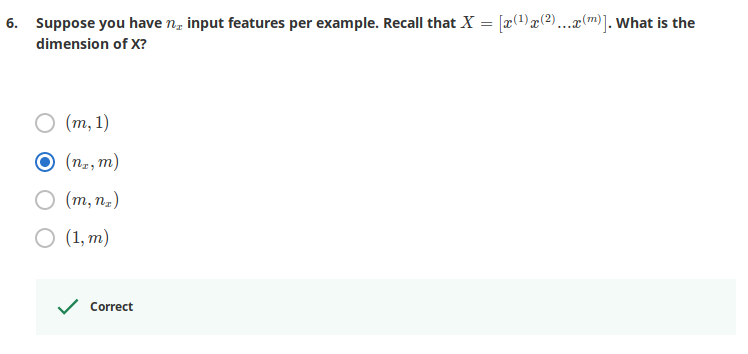 6. Suppose you have $n_x$ input features per example. Recall that $X = [x^{(1)} x^{(2)} ... x^{(m)}]$. What is the
dimension of X?
$(m, 1)$
$(n_x, m)$
$(m, n_x)$
$(1, m)$
Correct